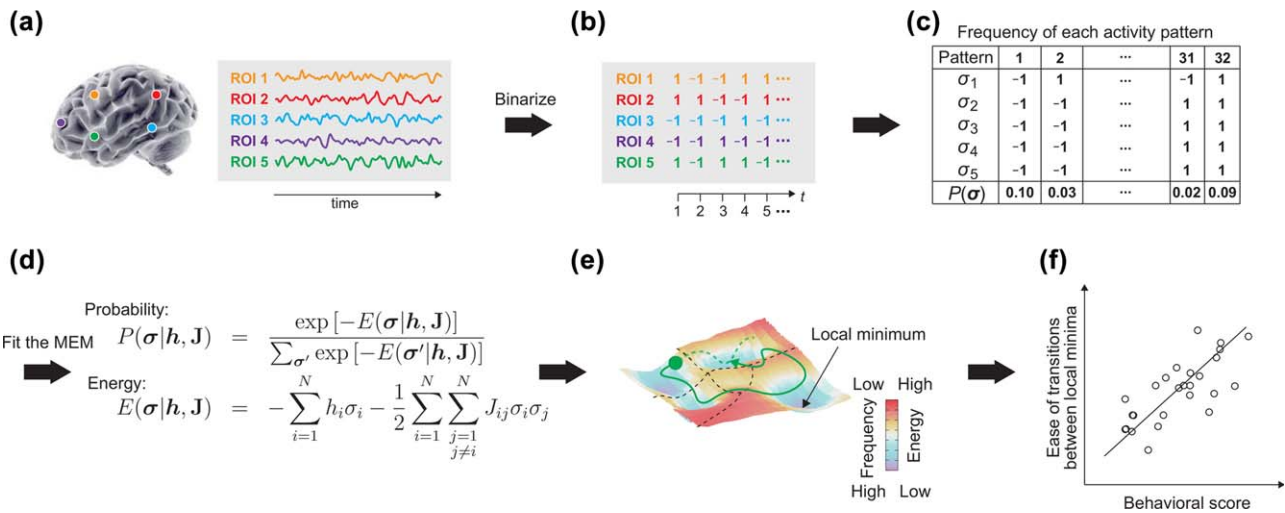 (a)
ROI 1
ROI 2
ROI 3
ROI 4
ROI 5
time
Binarize
(b)
ROI 1 1 −1 −1 1 1 ···
ROI 2 1 1 −1 −1 1 ···
ROI 3 −1 −1 −1 1 −1 ···
ROI 4 −1 −1 1 −1 1 ···
ROI 5 1 1 −1 1 −1 ···
t
1 2 3 4 5 ···
(c)
Frequency of each activity pattern
Pattern 1 2 ··· 31 32
σ1 −1 1 −1 1
σ2 −1 −1 ··· 1 1
σ3 −1 −1 ··· 1 1
σ4 −1 −1 ··· 1 1
σ5 −1 −1 ··· 1 1
P(σ) 0.10 0.03 ··· 0.02 0.09
(d)
Fit the MEM
Probability:
P(σ|h, J) = exp [−E(σ|h, J)] / ∑σ′ exp [−E(σ′|h, J)]
Energy:
E(σ|h, J) = − ∑_{i=1}^{N} hiσi − 1/2 ∑_{i=1}^{N} ∑_{j=1 j≠i}^{N} Jijσiσj
(e)
Local minimum
Low High
Frequency
Energy
High Low
(f)
Ease of transitions
between local minima
Behavioral score